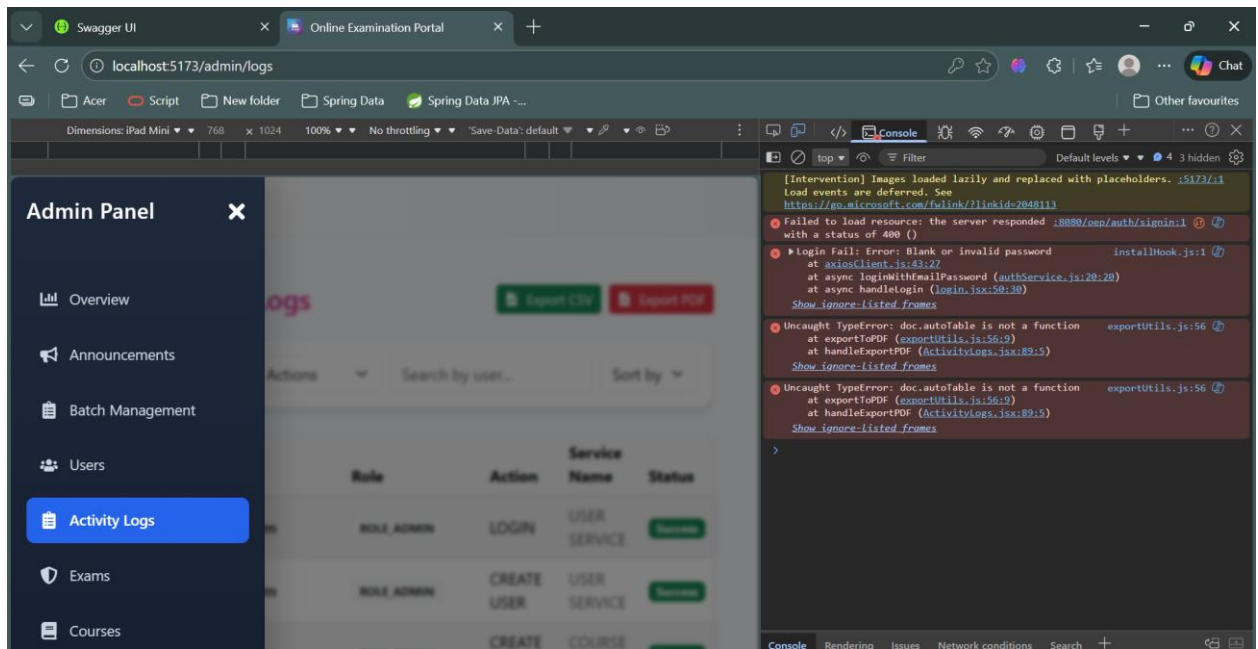 Swagger UI
Online Examination Portal
localhost:5173/admin/logs
Chat
Acer
Script
New folder
Spring Data
Spring Data JPA -...
Other favourites
Dimensions: iPad Mini
768 x 1024
100%
No throttling
'Save-Data': default
Console
top
Filter
Default levels
4
3 hidden
Admin Panel
Overview
Announcements
Batch Management
Users
Activity Logs
Exams
Courses
ogs
Export CSV
Export PDF
Actions
Search by user...
Sort by
Role
Action
Service
Name
Status
ROLE_ADMIN
LOGIN
USER
SERVICE
Success
ROLE_ADMIN
CREATE
USER
USER
SERVICE
Success
CREATE
COURSE
[Intervention] Images loaded lazily and replaced with placeholders. :5173/:1
Load events are deferred. See
https://go.microsoft.com/fwlink/?linkid=2048113
Failed to load resource: the server responded :8080/oep/auth/signin:1
with a status of 400 ()
Login Fail: Error: Blank or invalid password installHook.js:1
at axiosClient.js:43:27
at async loginWithEmailPassword (authService.js:20:20)
at async handleLogin (login.jsx:50:30)
Show ignore-listed frames
Uncaught TypeError: doc.autoTable is not a function exportUtils.js:56
at exportToPDF (exportUtils.js:56:9)
at handleExportPDF (ActivityLogs.jsx:89:5)
Show ignore-listed frames
Uncaught TypeError: doc.autoTable is not a function exportUtils.js:56
at exportToPDF (exportUtils.js:56:9)
at handleExportPDF (ActivityLogs.jsx:89:5)
Show ignore-listed frames
Console
Rendering
Issues
Network conditions
Search